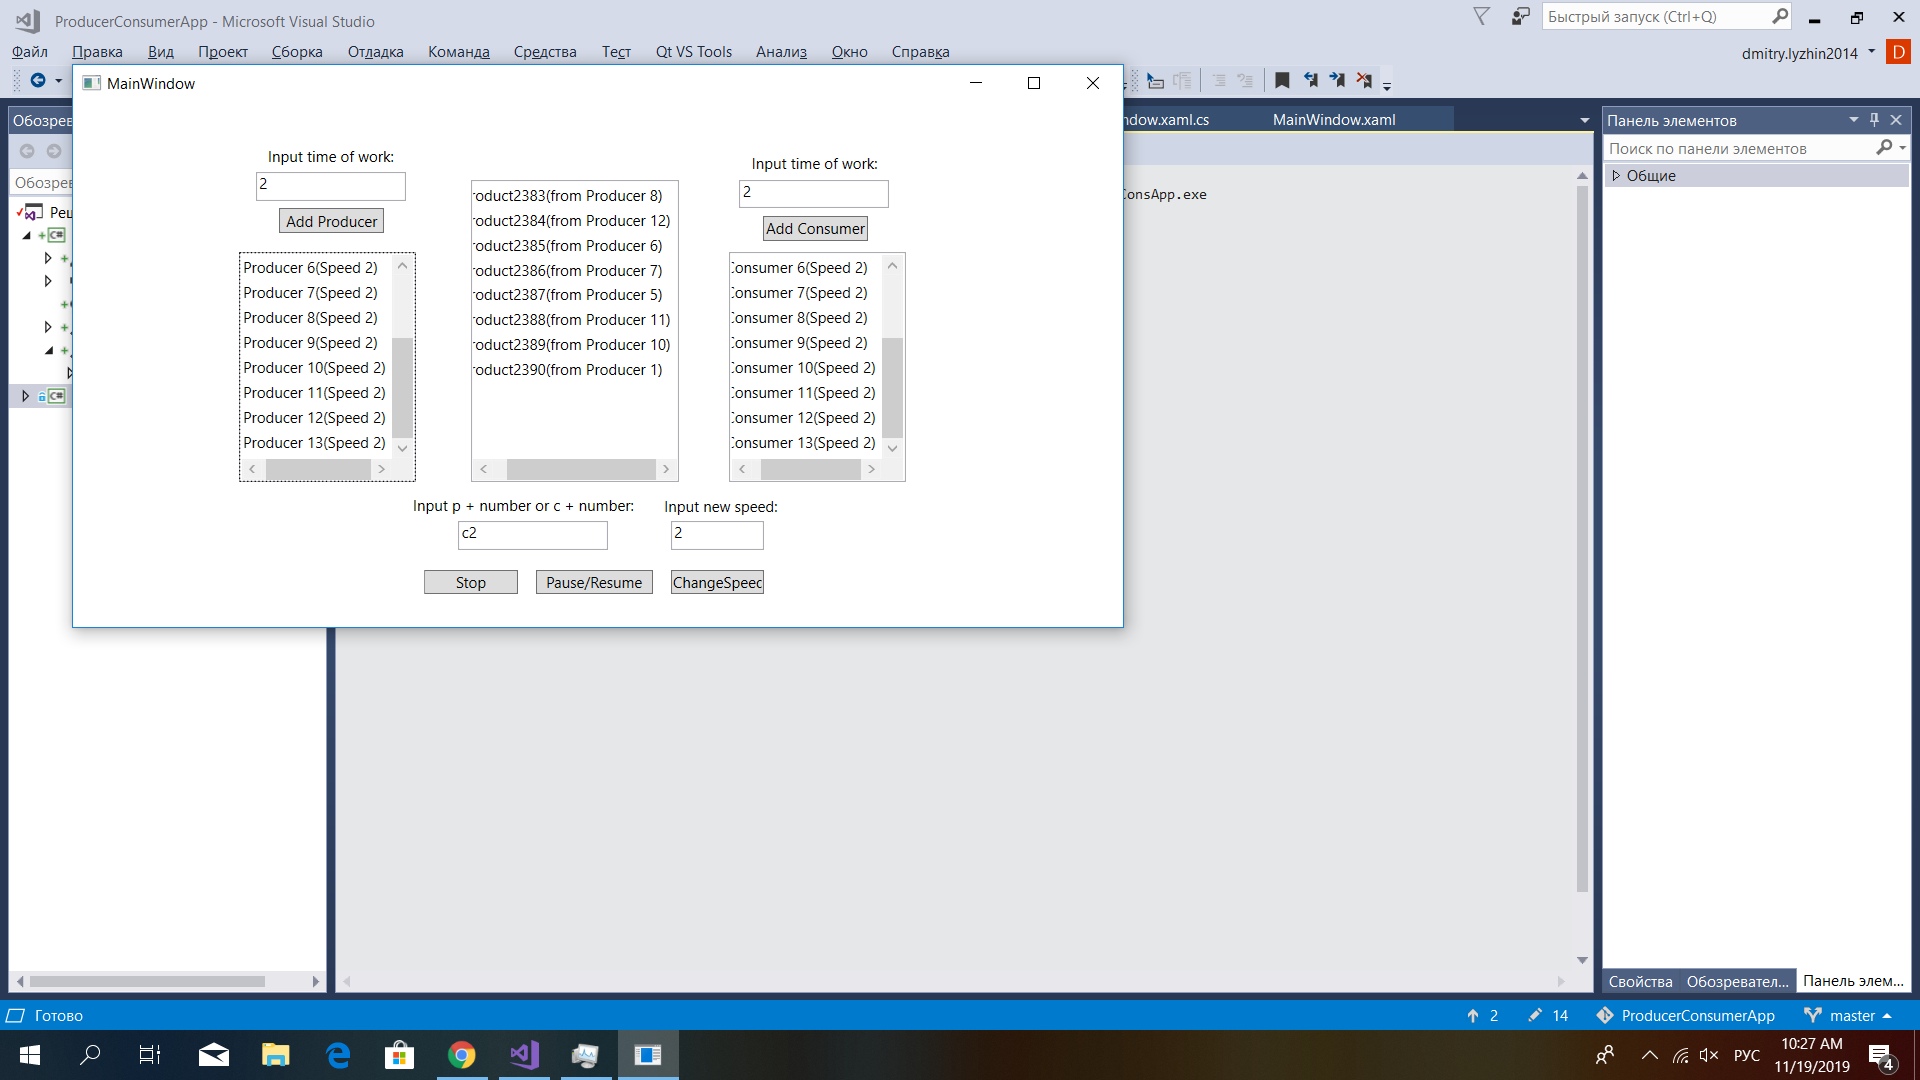 ProducerConsumerApp - Microsoft Visual Studio
Быстрый запуск (Ctrl+Q)
Файл Правка Вид Проект Сборка Отладка Команда Средства Тест Qt VS Tools Анализ Окно Справка
dmitry.lyzhin2014 D
MainWindow
Обозрев
ndow.xaml.cs MainWindow.xaml
Панель элементов
Поиск по панели элементов
Общие
Обозрев
Реш
C#
C#
ConsApp.exe
Input time of work:
2
Add Producer
Producer 6(Speed 2)
Producer 7(Speed 2)
Producer 8(Speed 2)
Producer 9(Speed 2)
Producer 10(Speed 2)
Producer 11(Speed 2)
Producer 12(Speed 2)
Producer 13(Speed 2)
roduct2383(from Producer 8)
roduct2384(from Producer 12)
roduct2385(from Producer 6)
roduct2386(from Producer 7)
roduct2387(from Producer 5)
roduct2388(from Producer 11)
roduct2389(from Producer 10)
roduct2390(from Producer 1)
Input time of work:
2
Add Consumer
Consumer 6(Speed 2)
Consumer 7(Speed 2)
Consumer 8(Speed 2)
Consumer 9(Speed 2)
Consumer 10(Speed 2)
Consumer 11(Speed 2)
Consumer 12(Speed 2)
Consumer 13(Speed 2)
Input p + number or c + number:
c2
Input new speed:
2
Stop Pause/Resume ChangeSpeed
Свойства Обозревател... Панель элем...
Готово
2 14 ProducerConsumerApp master
РУС
10:27 AM
11/19/2019
4